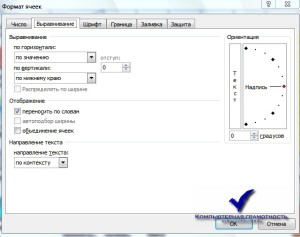 Формат ячеек
Число Выравнивание Шрифт Граница Заливка Защита
Выравнивание
по горизонтали:
по значению
отступ:
по вертикали:
0
по нижнему краю
Распределять по ширине
Отображение
переносить по словам
автоподбор ширины
объединение ячеек
Направление текста
направление текста:
по контексту
Ориентация
Текст
Надпись
0 градусов
Компьютерная грамотность
ОК Отмена